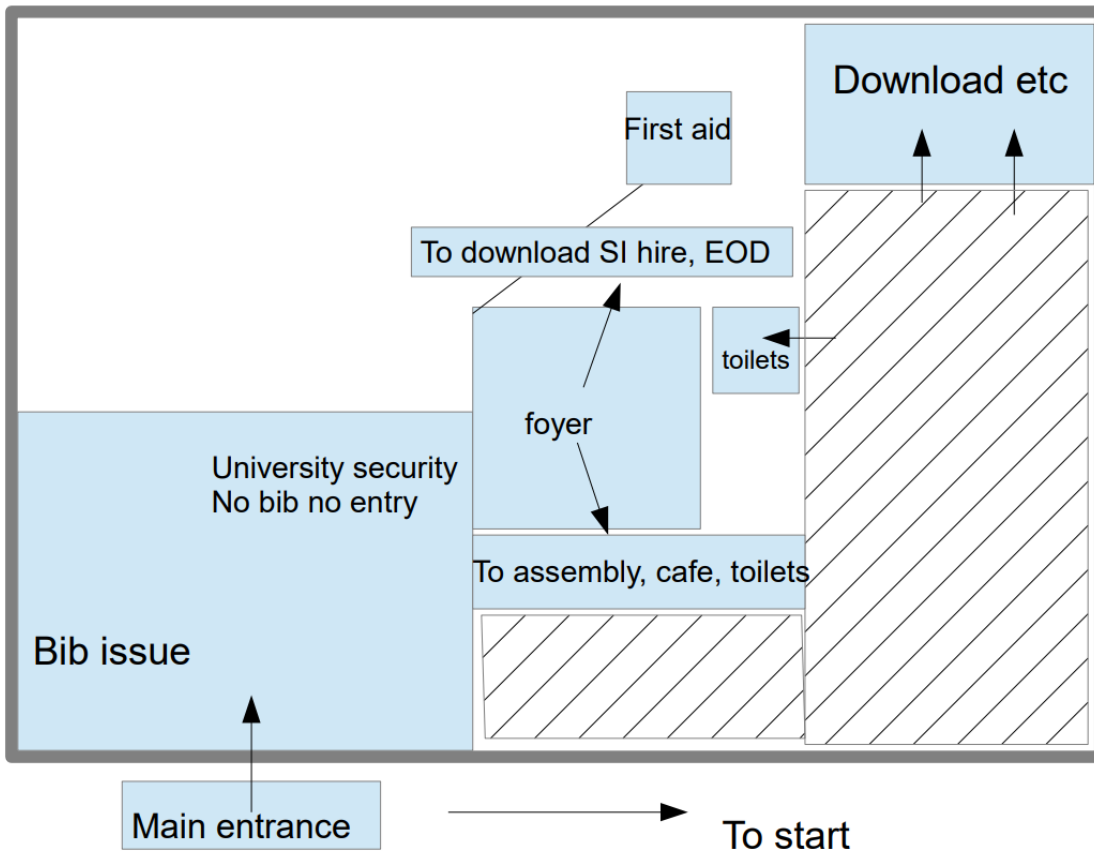 Download etc
First aid
To download SI hire, EOD
toilets
foyer
University security
No bib no entry
To assembly, cafe, toilets
Bib issue
Main entrance
To start